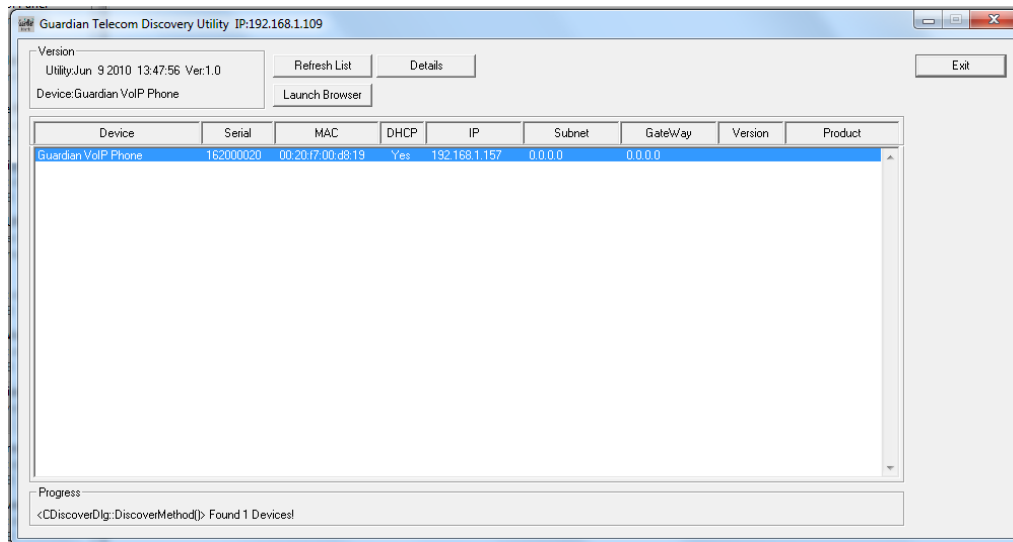 Guardian Telecom Discovery Utility IP:192.168.1.109
Version
Utility:Jun 9 2010 13:47:56 Ver:1.0
Device:Guardian VoIP Phone
Refresh List
Details
Launch Browser
Exit
Device Serial MAC DHCP IP Subnet GateWay Version Product
Guardian VoIP Phone 162000020 00:20:f7:00:d8:19 Yes 192.168.1.157 0.0.0.0 0.0.0.0
Progress
<CDiscoverDlg::DiscoverMethod()> Found 1 Devices!